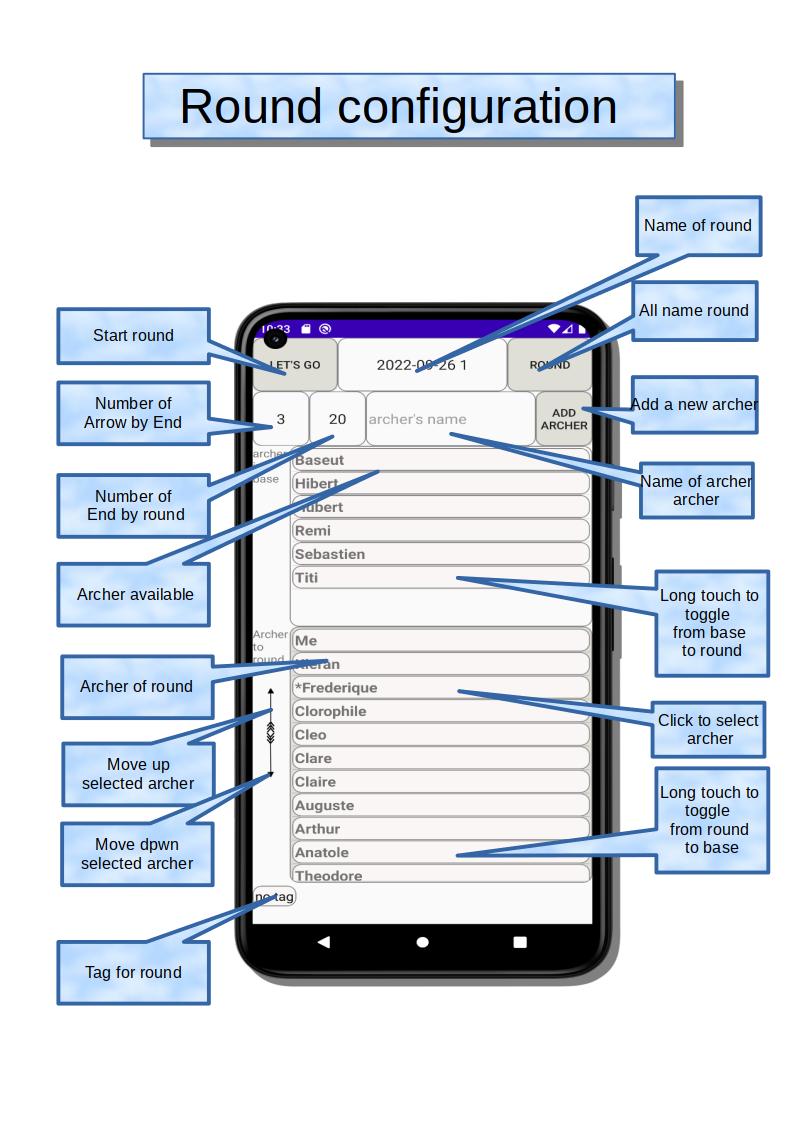 Round configuration
Name of round
All name round
Start round
10:33
LET'S GO
2022-09-26 1
ROUND
Number of
Arrow by End
3
20
archer's name
ADD
ARCHER
Add a new archer
Number of
End by round
Name of archer
archer
archer
base
Baseut
Hibert
Hubert
Remi
Sebastien
Titi
Archer available
Long touch to
toggle
from base
to round
Archer
to
round
Me
Kieran
*Frederique
Clorophile
Cleo
Clare
Claire
Auguste
Arthur
Anatole
Theodore
Archer of round
Click to select
archer
Move up
selected archer
Move dpwn
selected archer
Long touch to
toggle
from round
to base
no tag
Tag for round